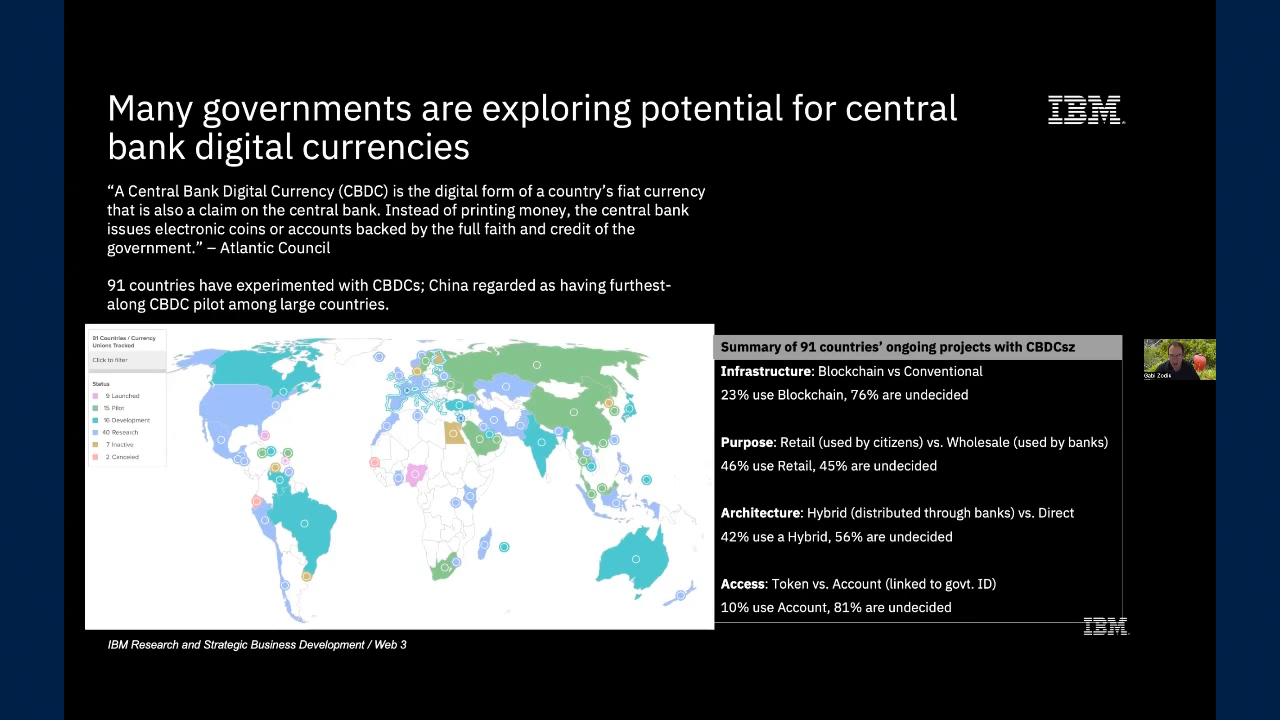 Many governments are exploring potential for central
bank digital currencies
IBM
“A Central Bank Digital Currency (CBDC) is the digital form of a country’s fiat currency
that is also a claim on the central bank. Instead of printing money, the central bank
issues electronic coins or accounts backed by the full faith and credit of the
government.” – Atlantic Council
91 countries have experimented with CBDCs; China regarded as having furthest-
along CBDC pilot among large countries.
91 Countries / Currency
Unions Tracked
Click to filter
Status
9 Launched
15 Pilot
16 Development
40 Research
7 Inactive
2 Canceled
Summary of 91 countries’ ongoing projects with CBDCsz
Infrastructure: Blockchain vs Conventional
23% use Blockchain, 76% are undecided
Purpose: Retail (used by citizens) vs. Wholesale (used by banks)
46% use Retail, 45% are undecided
Architecture: Hybrid (distributed through banks) vs. Direct
42% use a Hybrid, 56% are undecided
Access: Token vs. Account (linked to govt. ID)
10% use Account, 81% are undecided
Gabi Zodik
IBM
IBM Research and Strategic Business Development / Web 3